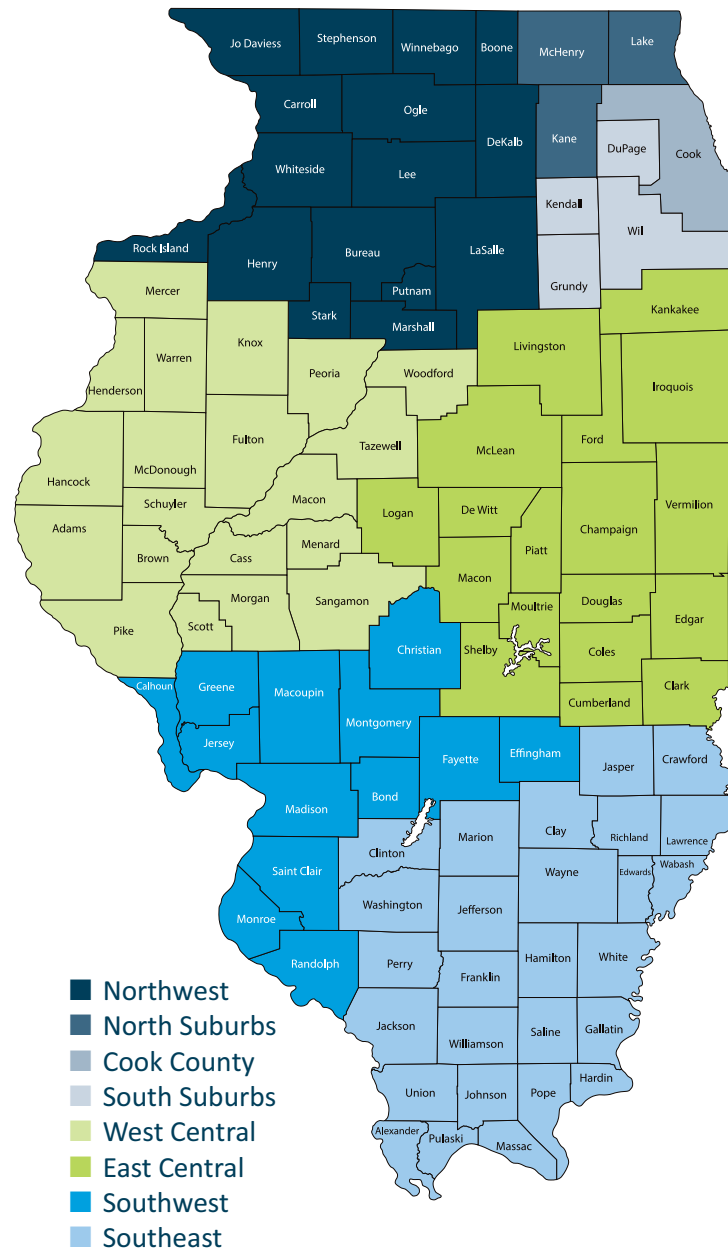 Jo Daviess
Stephenson
Winnebago
Boone
McHenry
Lake
Carroll
Ogle
DeKalb
Kane
DuPage
Cook
Whiteside
Lee
Kendall
Rock Island
Henry
Bureau
LaSalle
Wil
Putnam
Grundy
Mercer
Stark
Marshall
Kankakee
Knox
Livingston
Warren
Peoria
Woodford
Henderson
Iroquois
Fulton
Tazewell
McLean
Ford
Hancock
McDonough
Macon
Schuyler
Logan
De Witt
Vermilion
Adams
Champaign
Menard
Brown
Cass
Piatt
Macon
Morgan
Sangamon
Moultrie
Douglas
Edgar
Pike
Scott
Christian
Shelby
Coles
Calhoun
Greene
Macoupin
Clark
Cumberland
Montgomery
Jersey
Fayette
Effingham
Jasper
Crawford
Madison
Bond
Marion
Clay
Richland
Lawrence
Clinton
Wabash
Saint Clair
Wayne
Edwards
Washington
Jefferson
Monroe
Perry
Hamilton
White
Randolph
Franklin
Jackson
Williamson
Saline
Gallatin
Union
Johnson
Pope
Hardin
Alexander
Pulaski
Massac
Northwest
North Suburbs
Cook County
South Suburbs
West Central
East Central
Southwest
Southeast